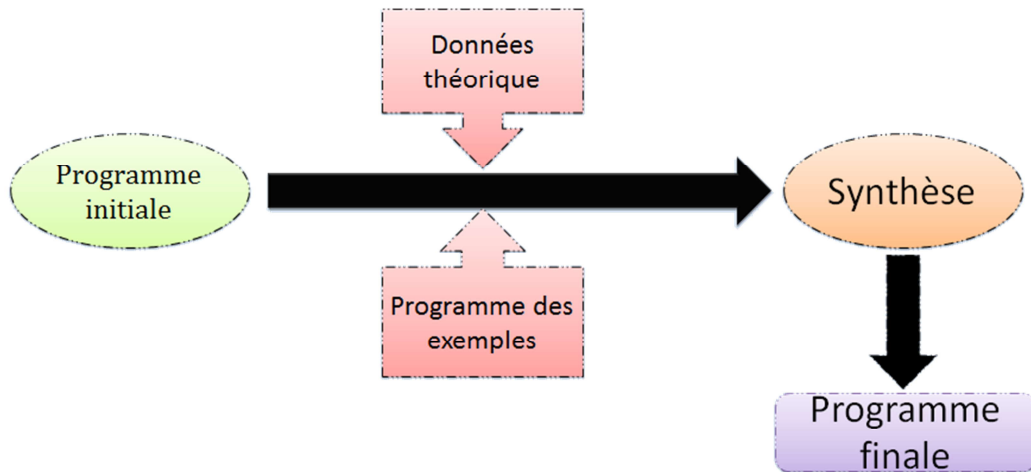 Données
théorique
Programme
initiale
Synthèse
Programme des
exemples
Programme
finale